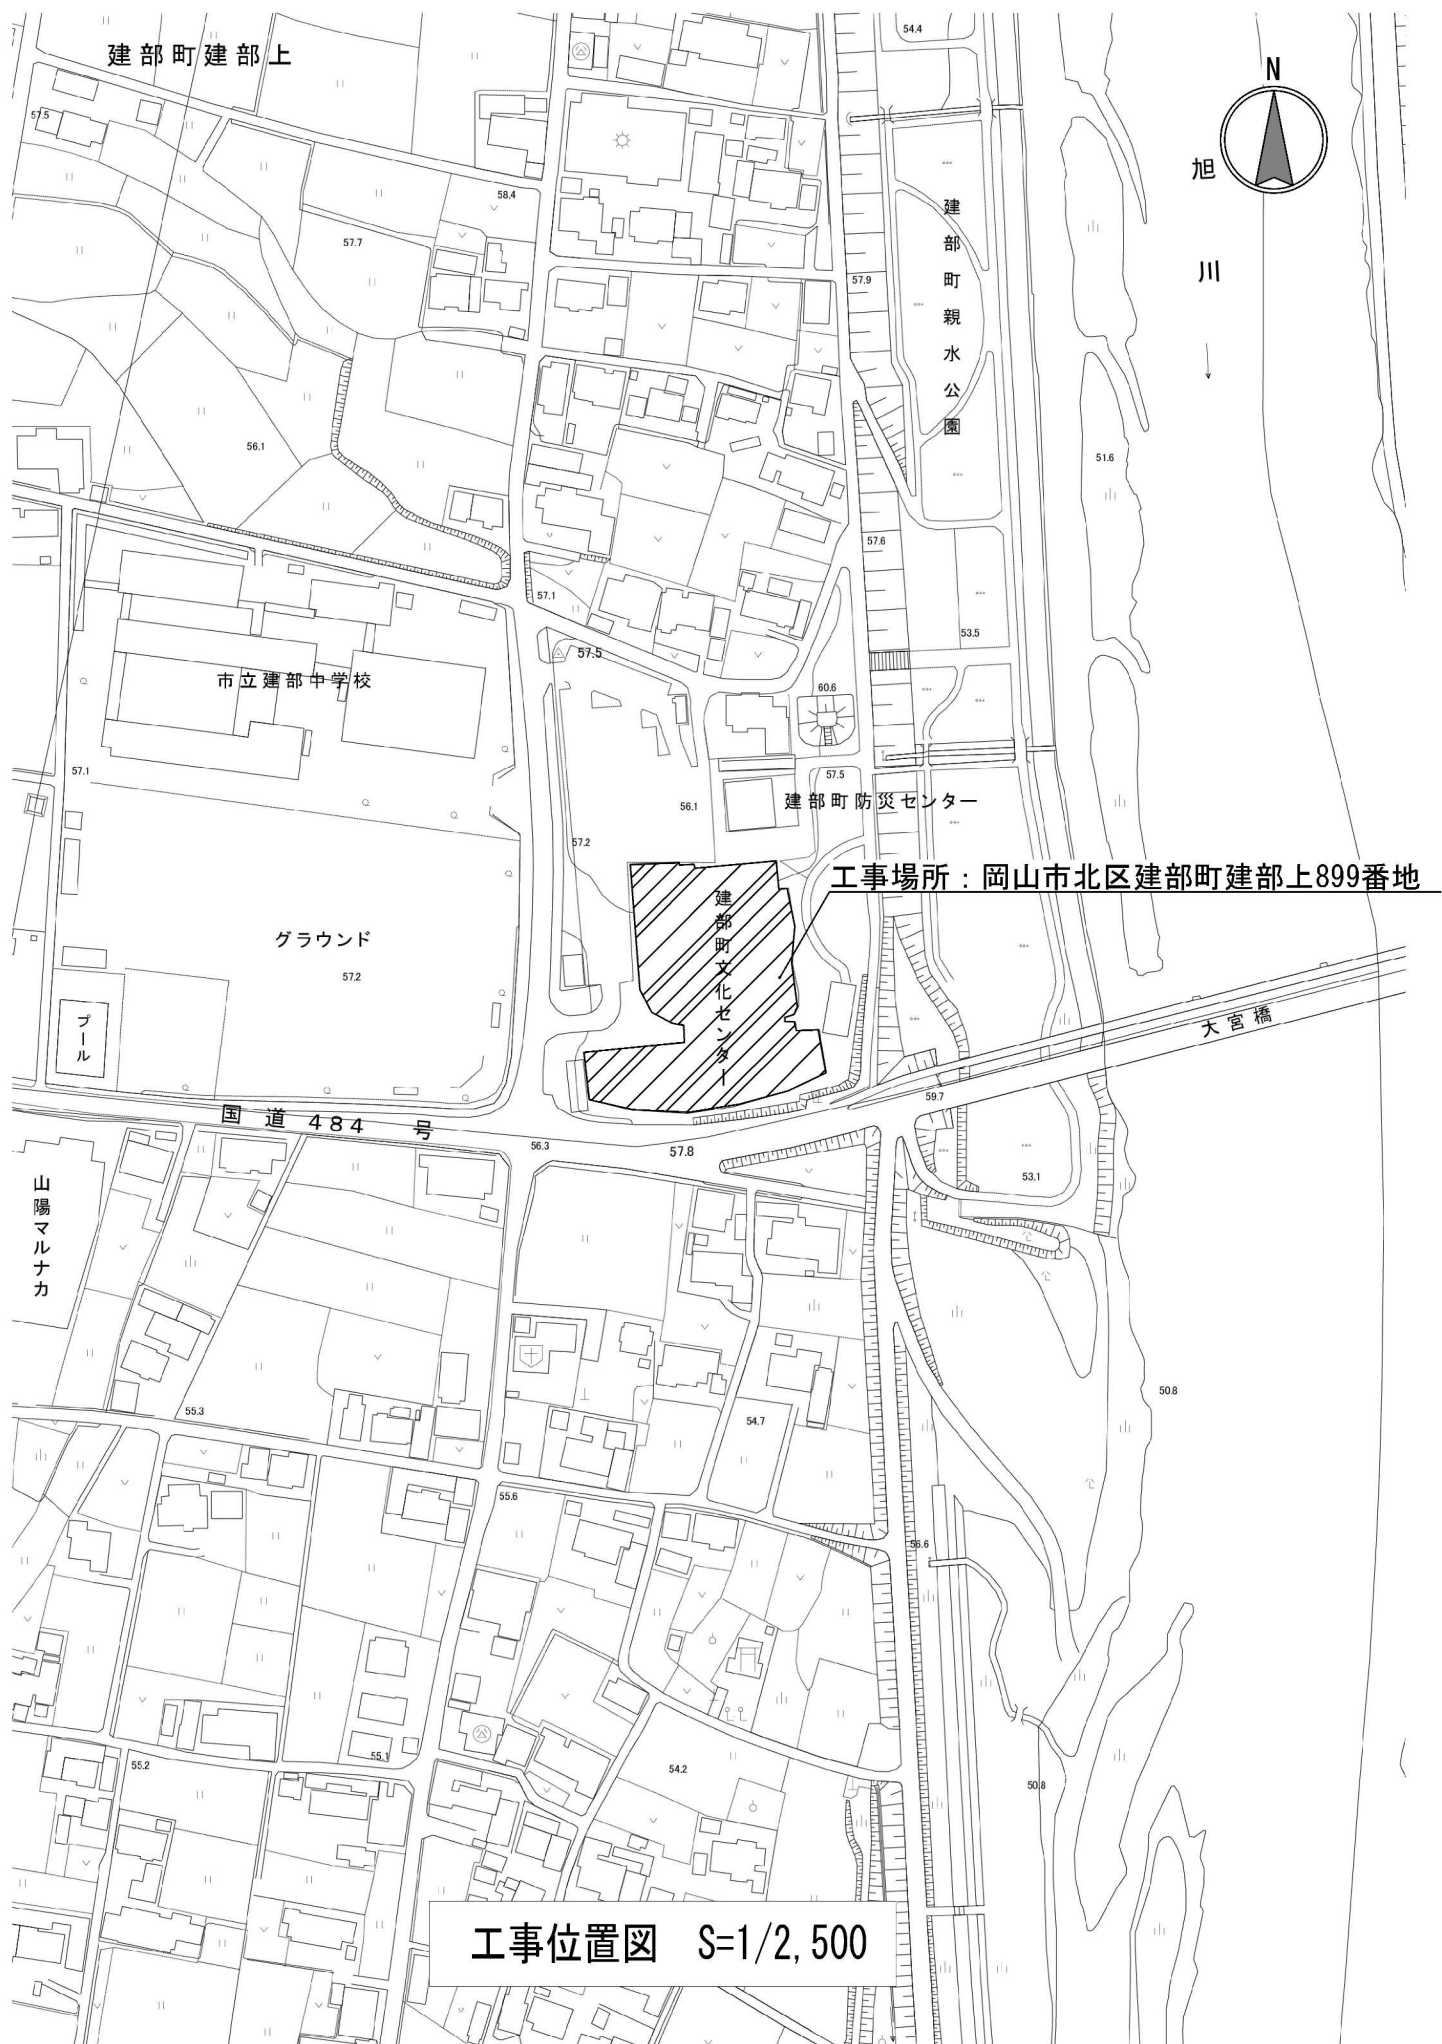 54.4
建部町建部上
N
57.5
旭川
58.4
建部町親水公園
57.7
57.9
56.1
51.6
57.6
57.1
53.5
57.5
市立建部中学校
60.6
57.1
57.5
56.1
建部町防災センター
57.2
工事場所：岡山市北区建部町建部上899番地
建部町文化センター
グラウンド
57.2
プール
大宮橋
59.7
国道484号
56.3
57.8
53.1
山陽マルナカ
50.8
55.3
54.7
55.6
56.6
55.1
55.2
54.2
50.8
工事位置図　S=1/2,500